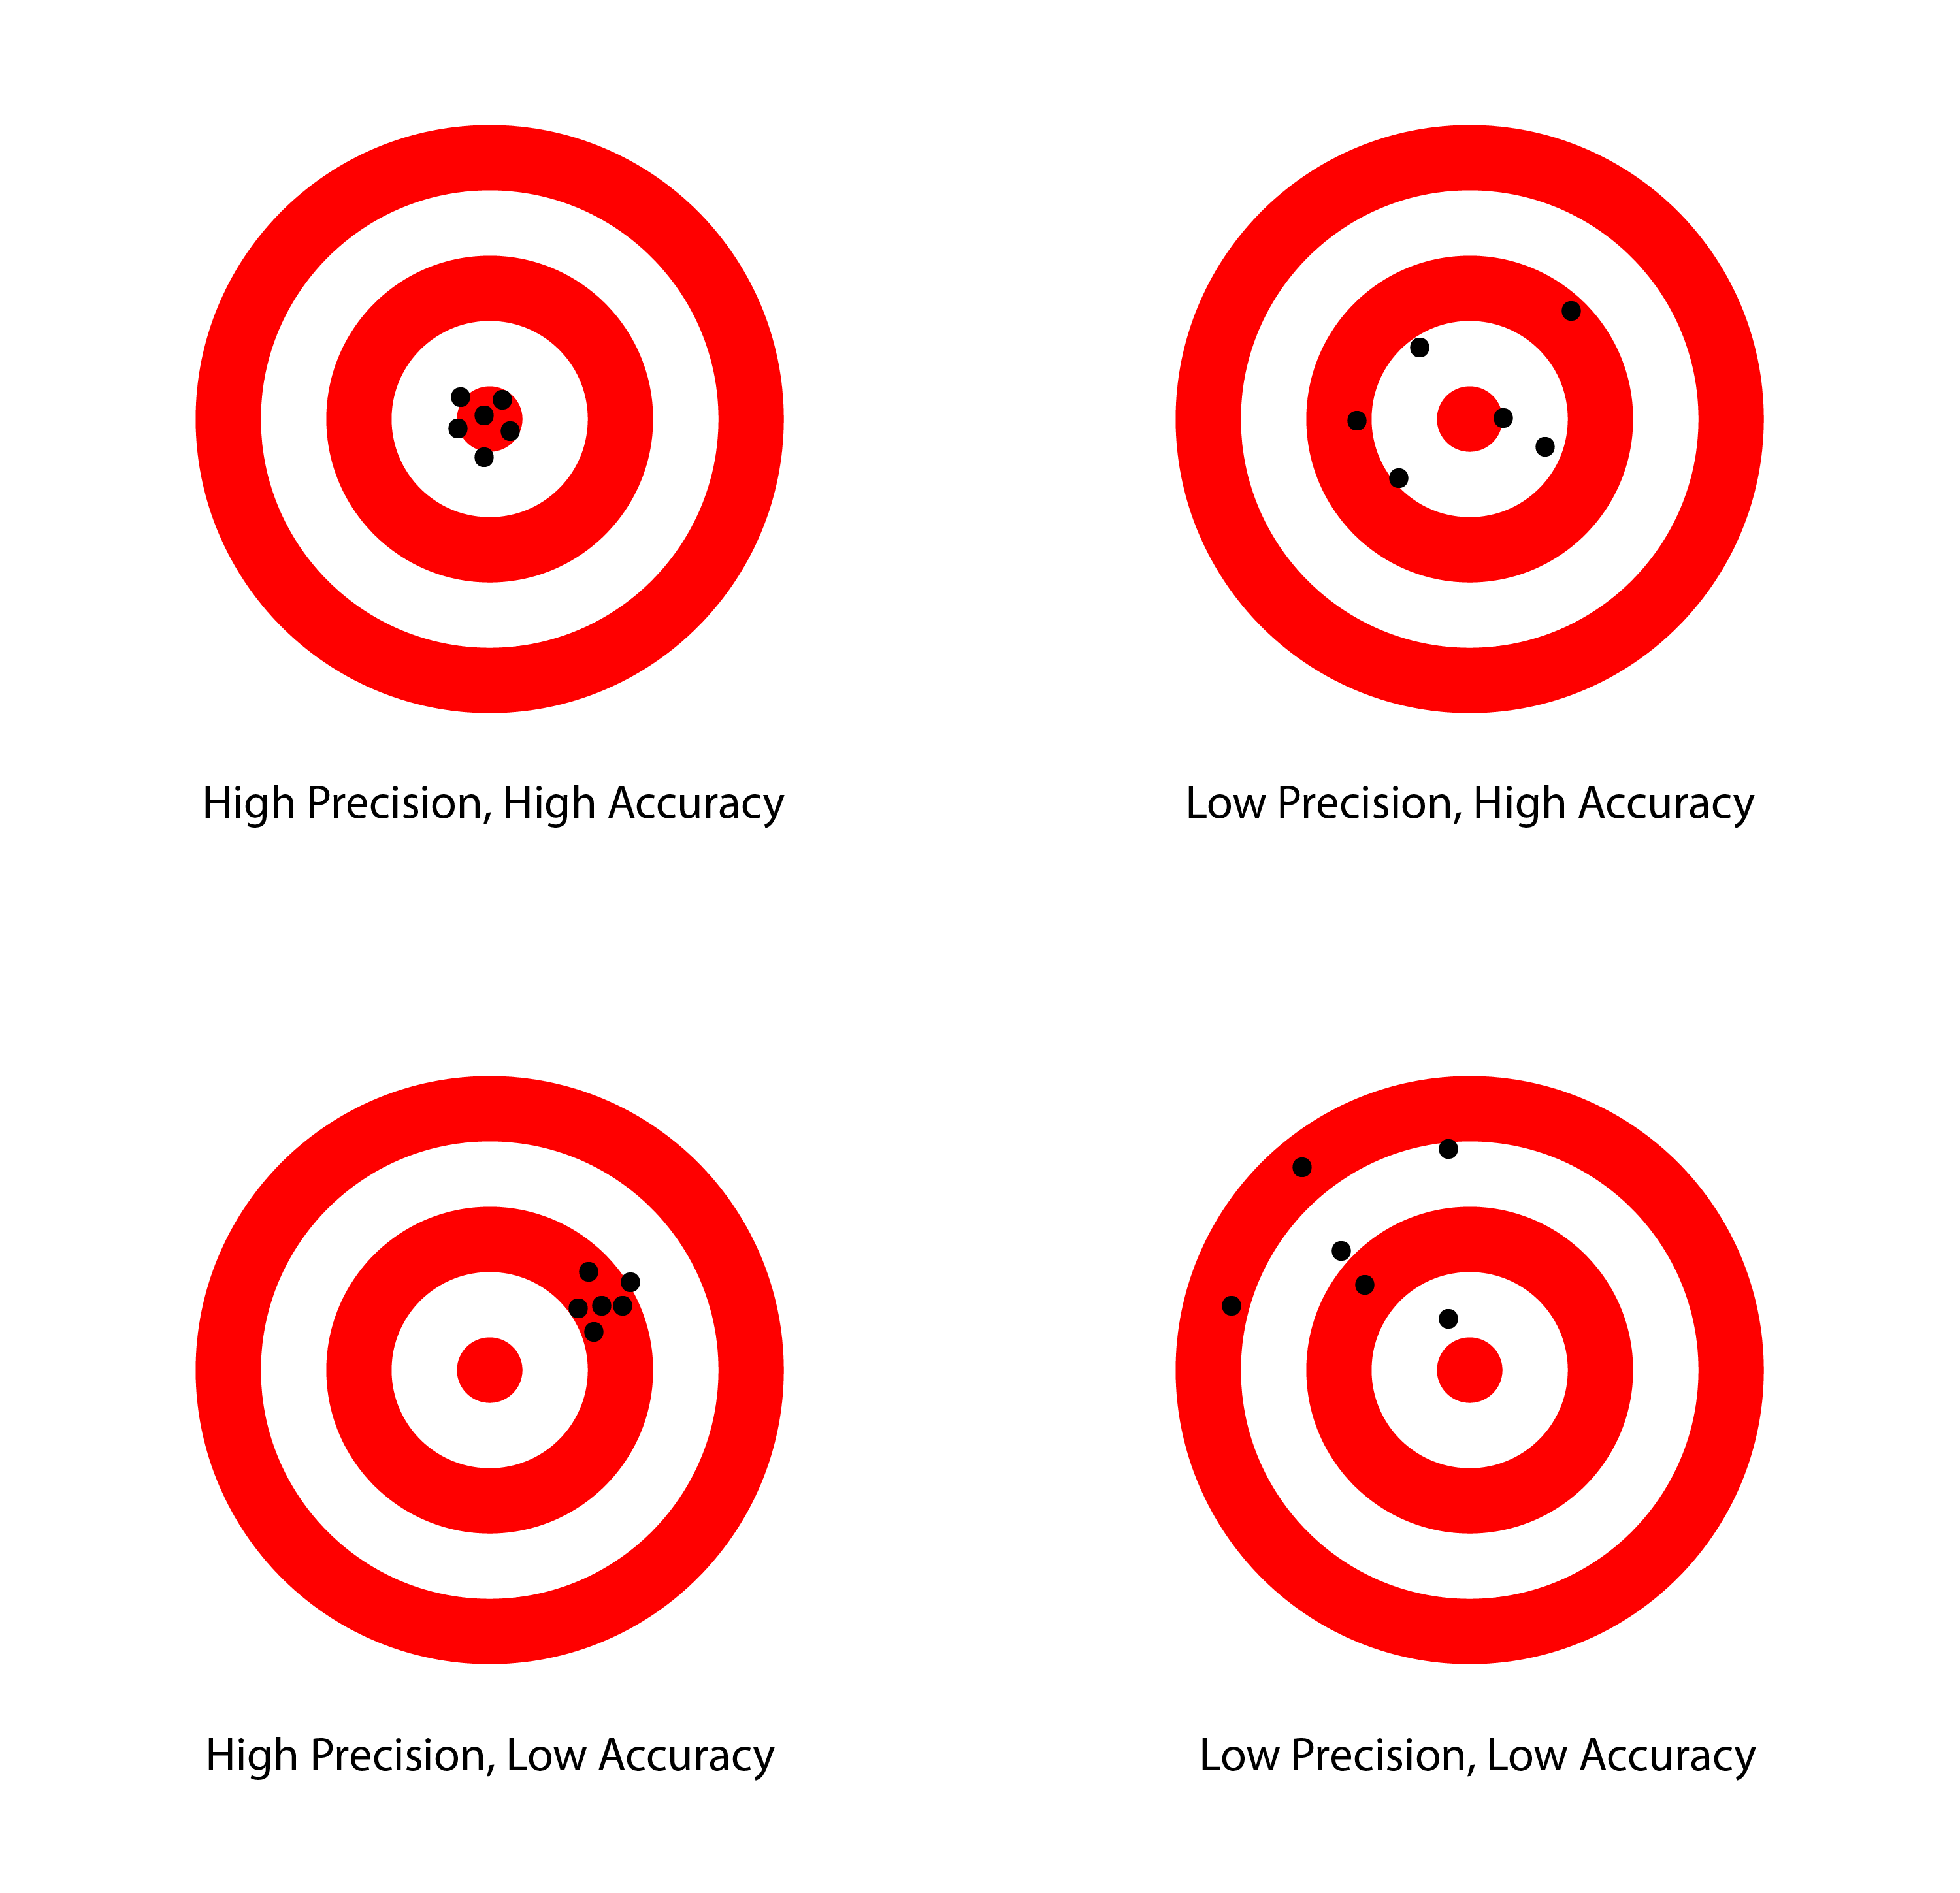 High Precision, High Accuracy
Low Precision, High Accuracy
High Precision, Low Accuracy
Low Precision, Low Accuracy